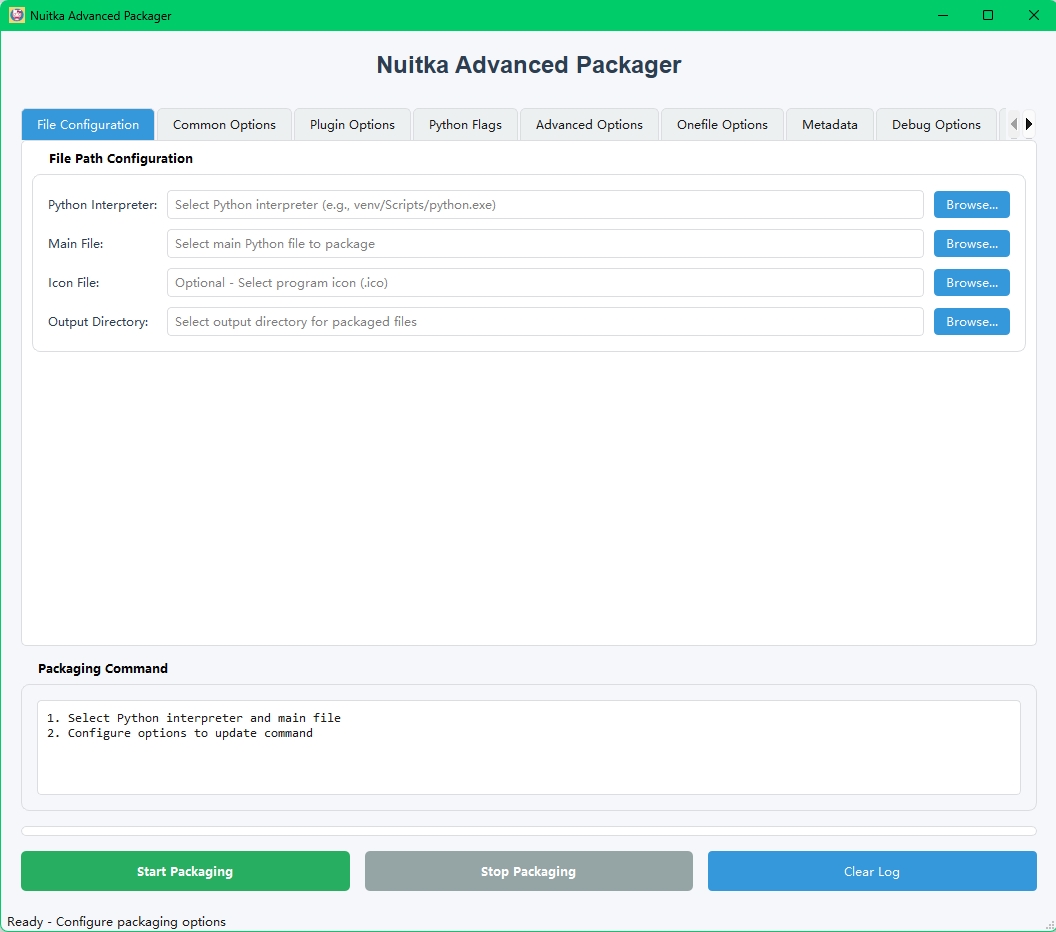 Nuitka Advanced Packager
Nuitka Advanced Packager
File Configuration
Common Options
Plugin Options
Python Flags
Advanced Options
Onefile Options
Metadata
Debug Options
File Path Configuration
Python Interpreter: Select Python interpreter (e.g., venv/Scripts/python.exe) Browse...
Main File: Select main Python file to package Browse...
Icon File: Optional - Select program icon (.ico) Browse...
Output Directory: Select output directory for packaged files Browse...
Packaging Command
1. Select Python interpreter and main file
2. Configure options to update command
Start Packaging
Stop Packaging
Clear Log
Ready - Configure packaging options